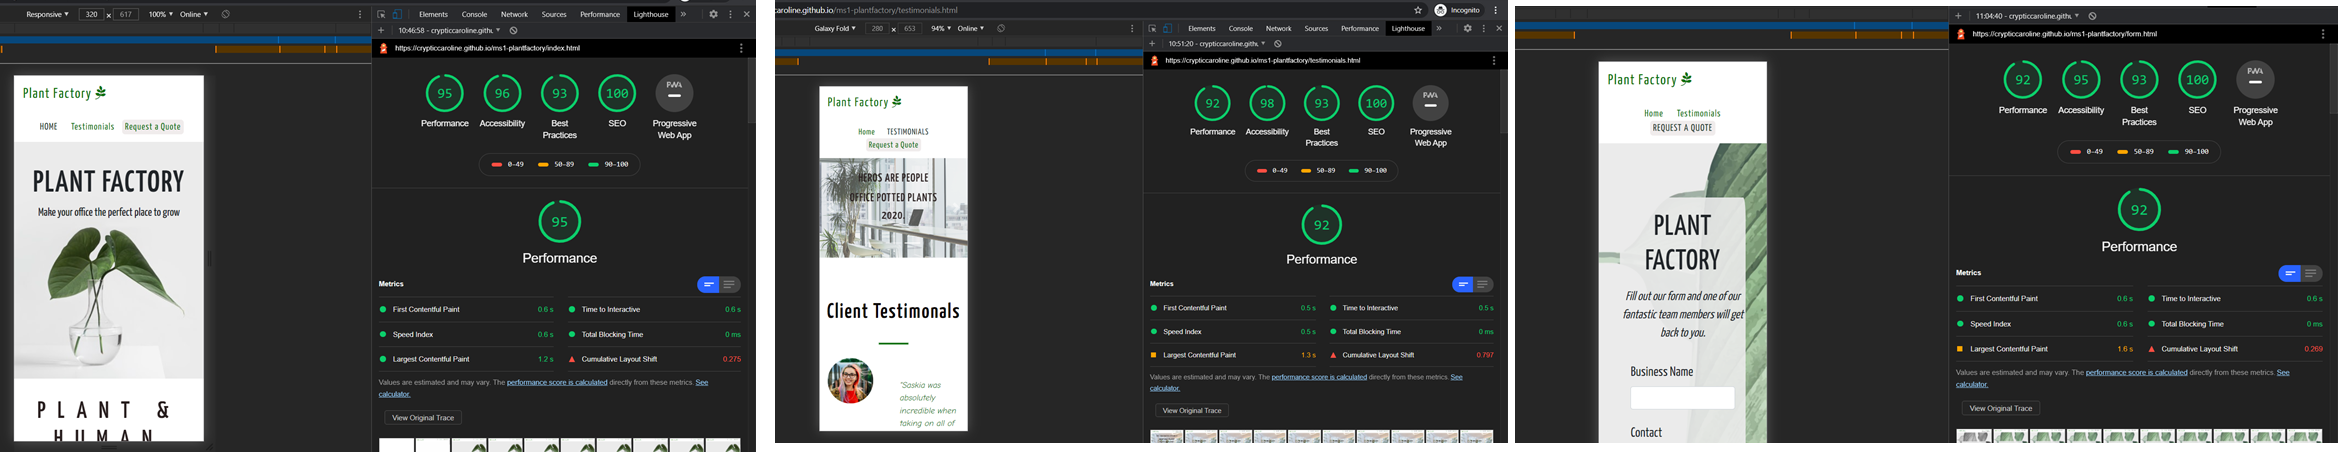 Responsive ▼ 320 × 617 100% ▼ Online ▼
Elements Console Network Sources Performance Lighthouse »
10:46:58 - crypticcaroline.githu. ▼
https://crypticcaroline.github.io/ms1-plantfactory/index.html
Plant Factory
HOME Testimonials Request a Quote
PLANT FACTORY
Make your office the perfect place to grow
PLANT &
HUMAN
95 96 93 100 PWA
Performance Accessibility Best Practices SEO Progressive Web App
0-49 50-89 90-100
95
Performance
Metrics
First Contentful Paint 0.6 s Time to Interactive 0.6 s
Speed Index 0.6 s Total Blocking Time 0 ms
Largest Contentful Paint 1.2 s Cumulative Layout Shift 0.275
Values are estimated and may vary. The performance score is calculated directly from these metrics. See
calculator.
View Original Trace
caroline.github.io/ms1-plantfactory/testimonials.html Incognito
Galaxy Fold ▼ 280 × 653 94% ▼ Online ▼
Elements Console Network Sources Performance Lighthouse »
10:51:20 - crypticcaroline.githu. ▼
https://crypticcaroline.github.io/ms1-plantfactory/testimonials.html
Plant Factory
Home TESTIMONIALS
Request a Quote
HEROS ARE PEOPLE
OFFICE POTTED PLANTS
2020.
Client Testimonals
"Saskia was
absolutely
incredible when
taking on all of
92 98 93 100 PWA
Performance Accessibility Best Practices SEO Progressive Web App
0-49 50-89 90-100
92
Performance
Metrics
First Contentful Paint 0.5 s Time to Interactive 0.5 s
Speed Index 0.5 s Total Blocking Time 0 ms
Largest Contentful Paint 1.3 s Cumulative Layout Shift 0.797
Values are estimated and may vary. The performance score is calculated directly from these metrics. See
calculator.
View Original Trace
11:04:40 - crypticcaroline.githu. ▼
https://crypticcaroline.github.io/ms1-plantfactory/form.html
Plant Factory
Home Testimonials
REQUEST A QUOTE
PLANT
FACTORY
Fill out our form and one of our
fantastic team members will get
back to you.
Business Name
Contact
92 95 93 100 PWA
Performance Accessibility Best Practices SEO Progressive Web App
0-49 50-89 90-100
92
Performance
Metrics
First Contentful Paint 0.6 s Time to Interactive 0.6 s
Speed Index 0.6 s Total Blocking Time 0 ms
Largest Contentful Paint 1.6 s Cumulative Layout Shift 0.269
Values are estimated and may vary. The performance score is calculated directly from these metrics. See
calculator.
View Original Trace